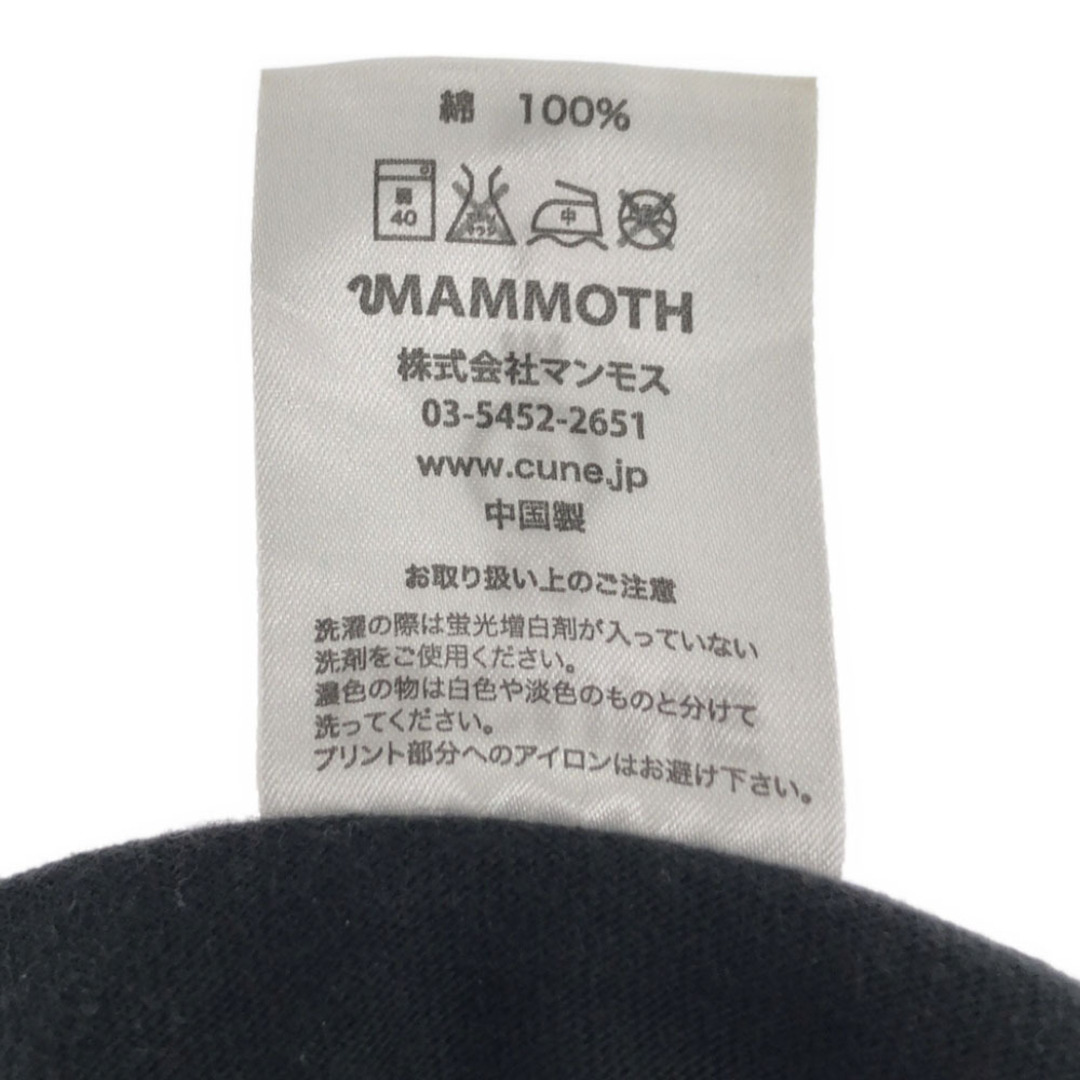 綿 100%
40
中
MAMMOTH
株式会社マンモス
03-5452-2651
www.cune.jp
中国製
お取り扱い上のご注意
洗濯の際は蛍光増白剤が入っていない
洗剤をご使用ください。
濃色の物は白色や淡色のものと分けて
洗ってください。
プリント部分へのアイロンはお避け下さい。